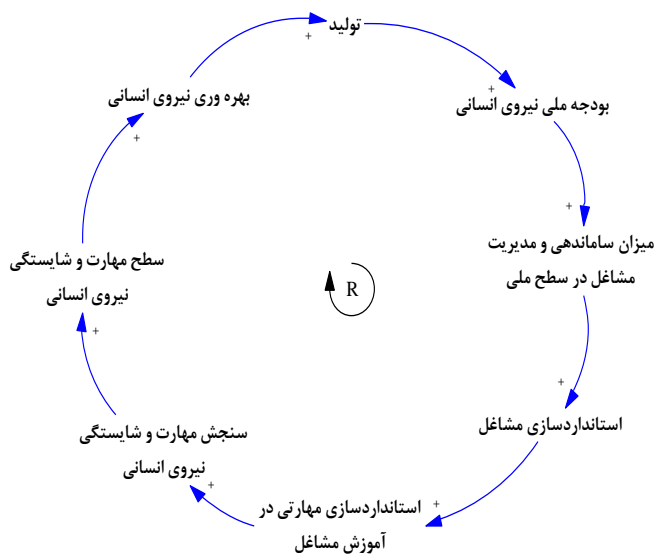 تولید
+
بودجه ملی نیروی انسانی
+
میزان ساماندهی و مدیریت
مشاغل در سطح ملی
+
استانداردسازی مشاغل
+
استانداردسازی مهارتی در
آموزش مشاغل
+
سنجش مهارت و شایستگی
نیروی انسانی
+
سطح مهارت و شایستگی
نیروی انسانی
+
بهره وری نیروی انسانی
+
R
+